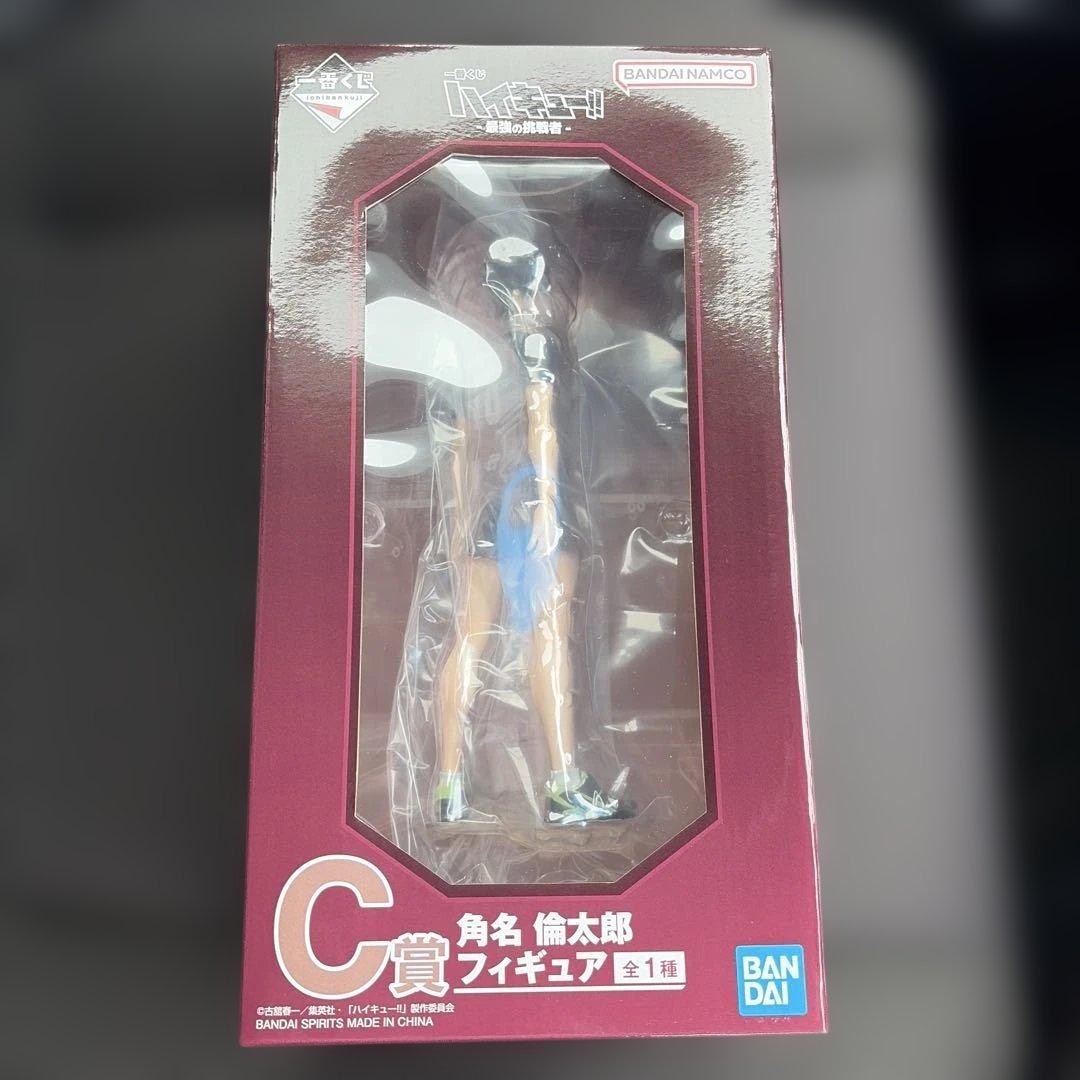 一番くじ
ichibankuji
一番くじ
ハイキュー!!
- 最強の挑戦者 -
BANDAI NAMCO
C賞
角名 倫太郎
フィギュア 全1種
BAN
DAI
©古舘春一／集英社・「ハイキュー!!」製作委員会
BANDAI SPIRITS MADE IN CHINA